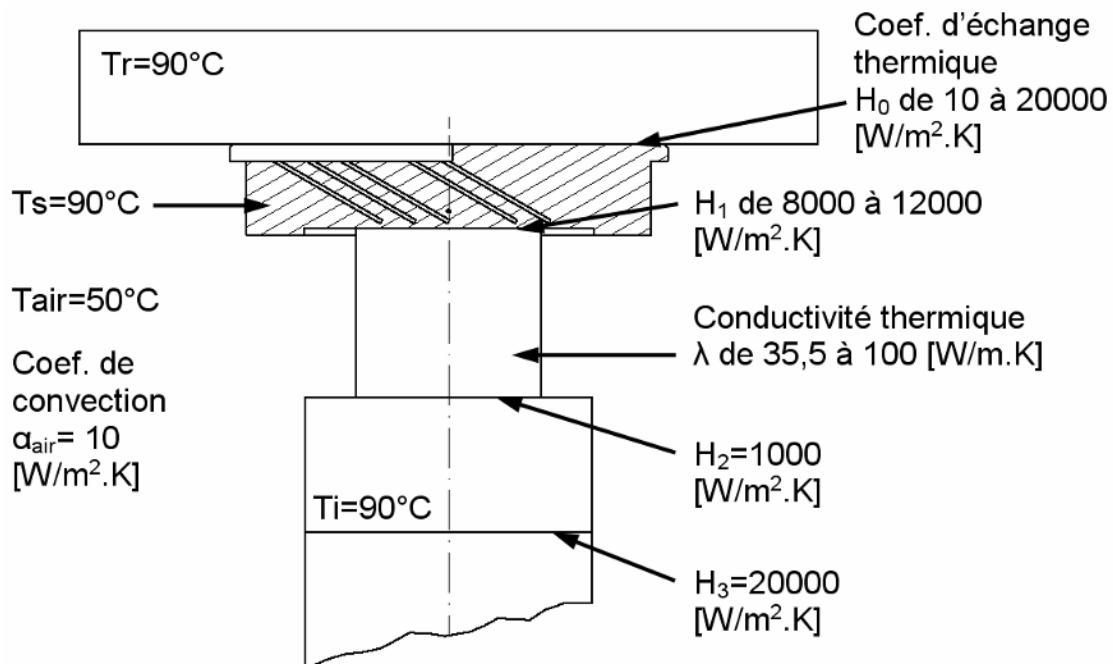 Tr=90°C
Coef. d'échange
thermique
H₀ de 10 à 20000
[W/m².K]
Ts=90°C
H₁ de 8000 à 12000
[W/m².K]
Tair=50°C
Coef. de
convection
αair= 10
[W/m².K]
Conductivité thermique
λ de 35,5 à 100 [W/m.K]
H₂=1000
[W/m².K]
Ti=90°C
H₃=20000
[W/m².K]